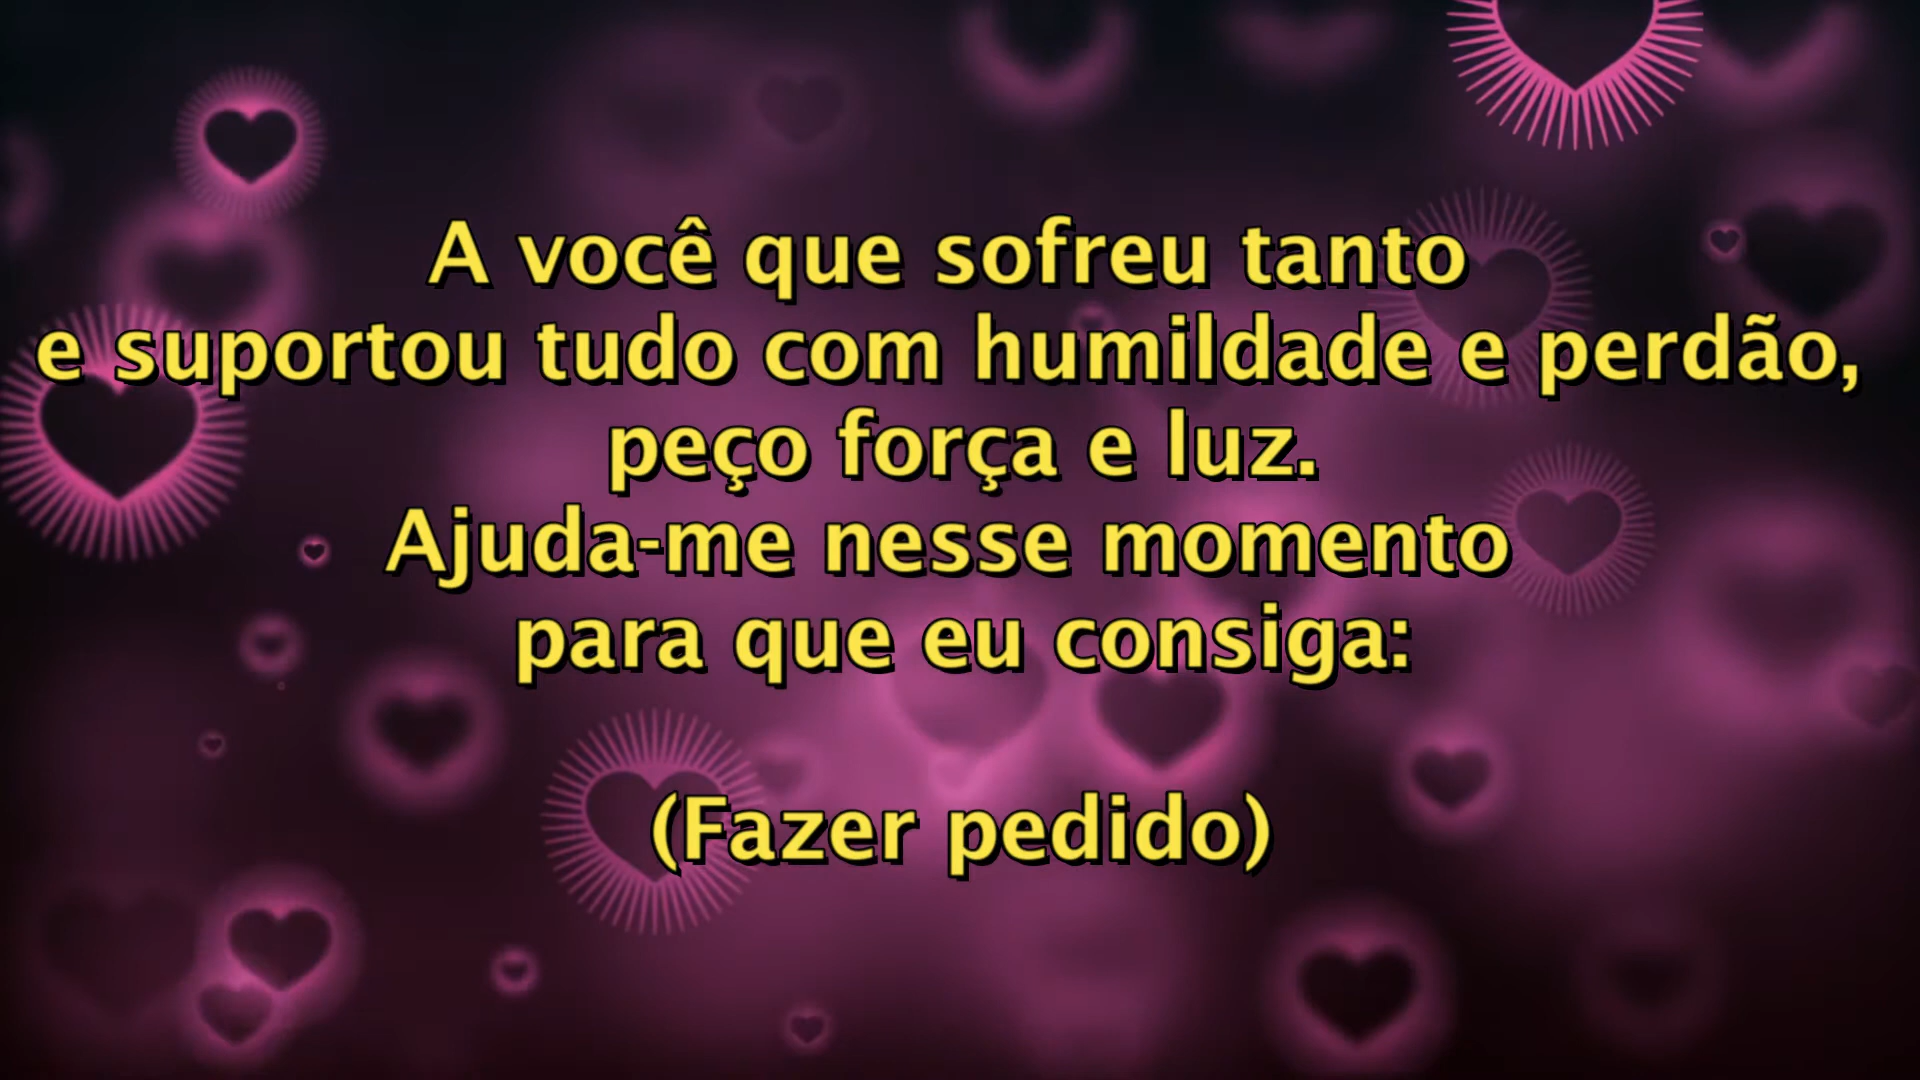 A você que sofreu tanto
e suportou tudo com humildade e perdão,
peço força e luz.
Ajuda-me nesse momento
para que eu consiga:
(Fazer pedido)